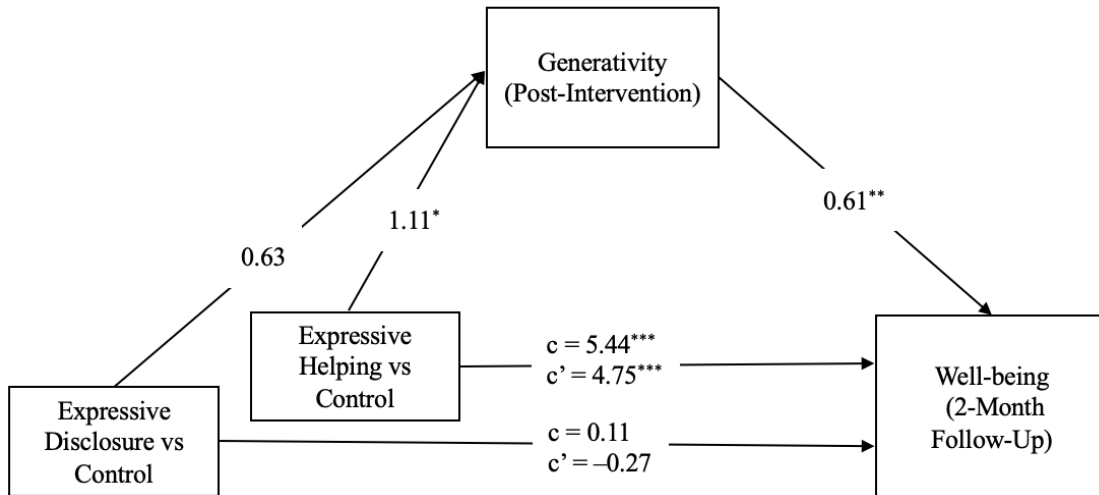 Generativity
(Post-Intervention)
0.61**
1.11*
0.63
Expressive
Helping vs
Control
c = 5.44***
c’ = 4.75***
Well-being
(2-Month
Follow-Up)
Expressive
Disclosure vs
Control
c = 0.11
c’ = –0.27